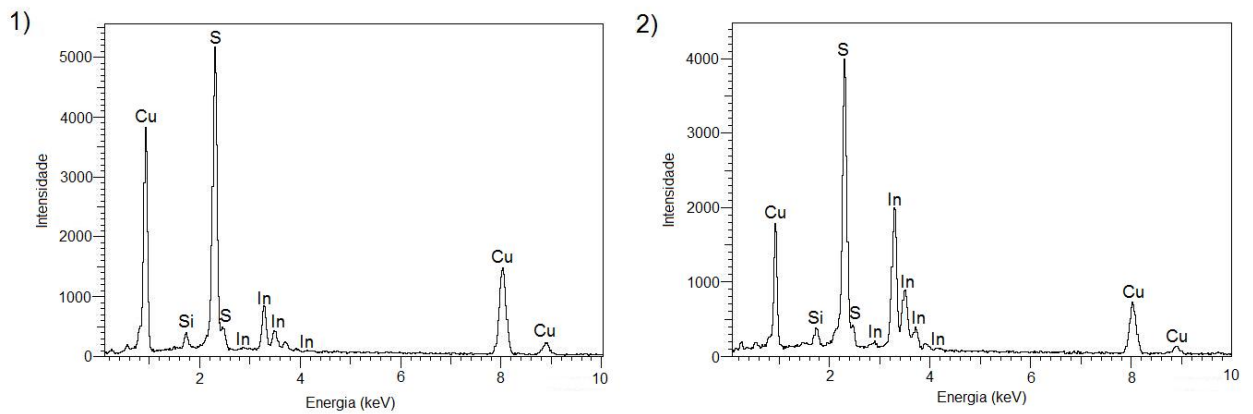 1)
S
5000
Cu
4000
3000
Intensidade
2000
Cu
1000
In
Si
S
In
In
In
Cu
0
2
4
6
8
10
Energia (keV)
2)
S
4000
3000
Intensidade
Cu
In
2000
1000
In
Cu
Si
S
In
In
In
Cu
0
2
4
6
8
10
Energia (keV)